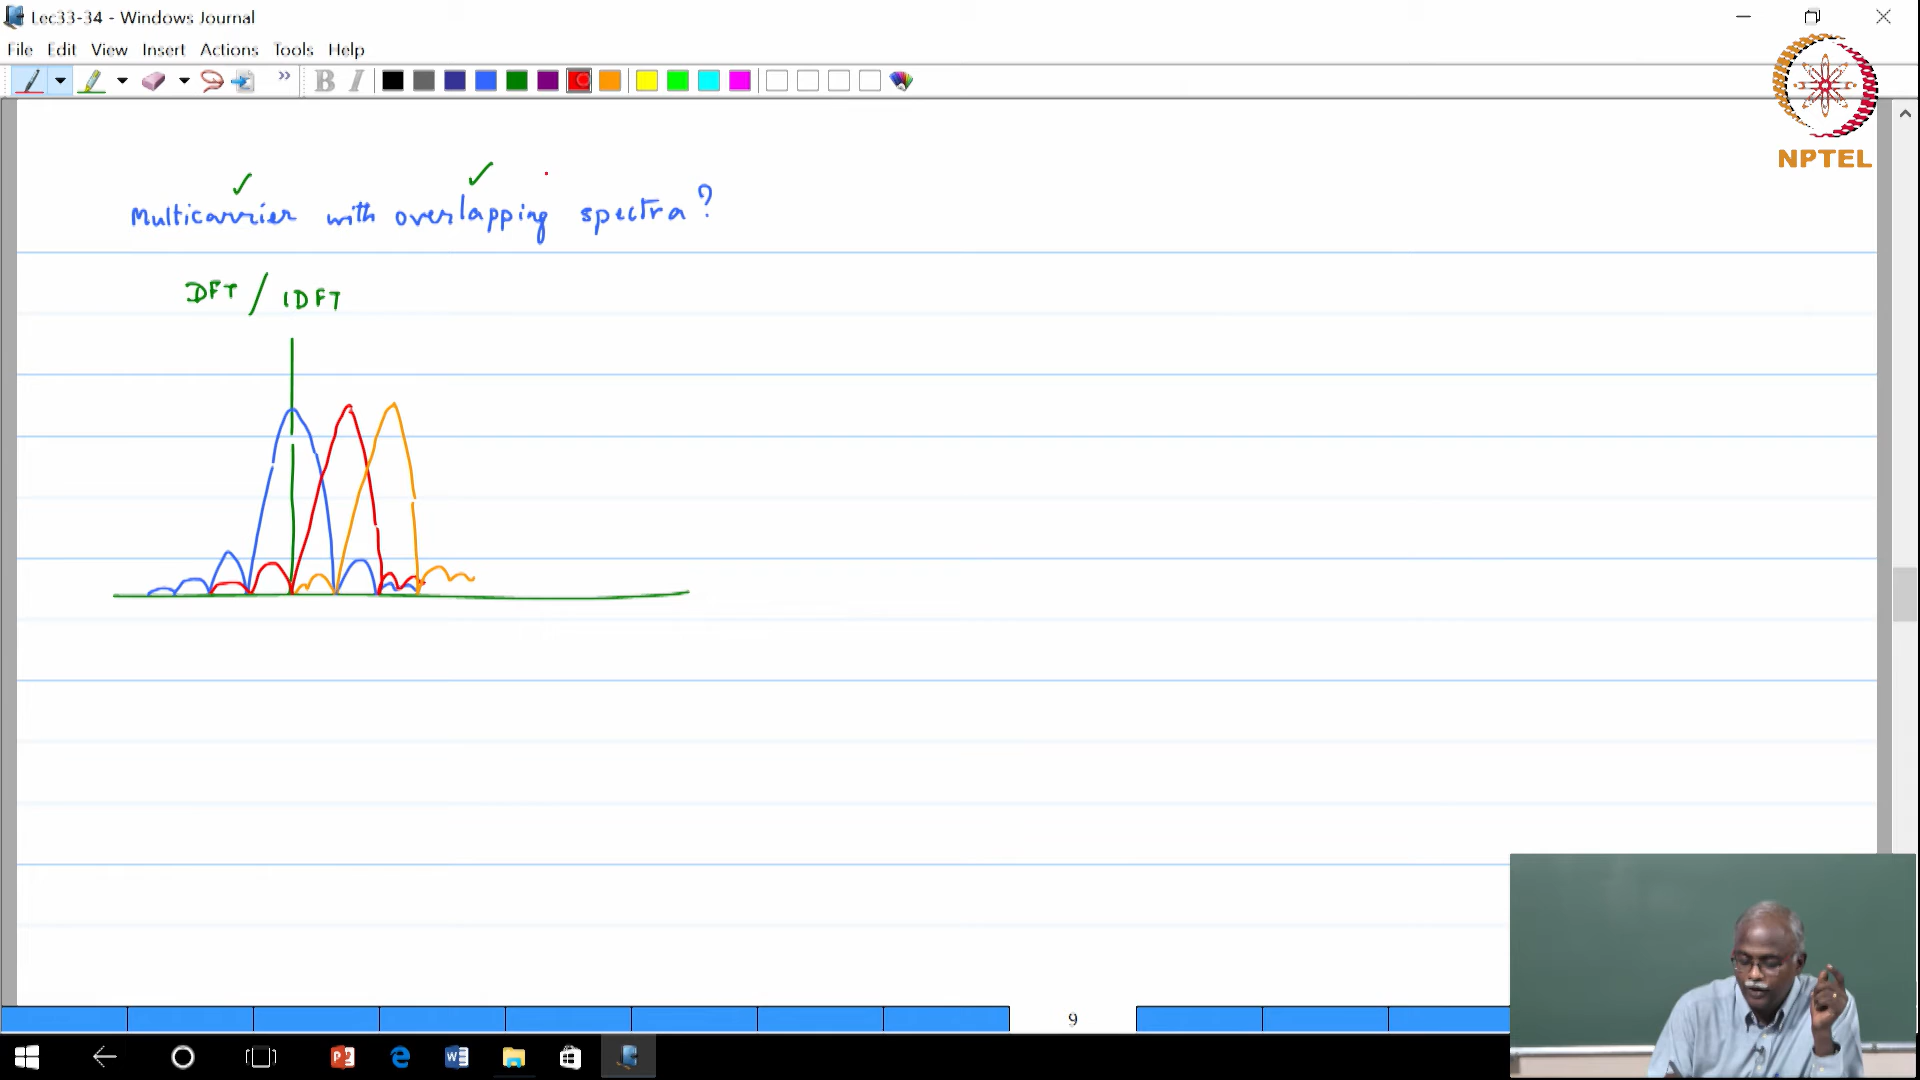 Lec33-34 - Windows Journal
File Edit View Insert Actions Tools Help
B I
NPTEL
Multicarrier with overlapping spectra?
DFT / IDFT
9